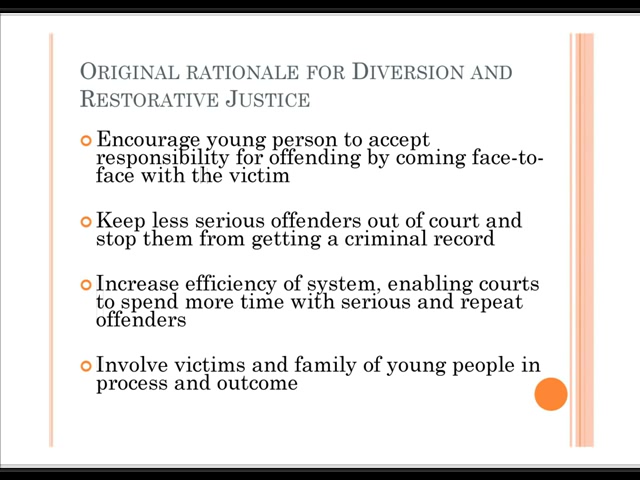 ORIGINAL RATIONALE FOR DIVERSION AND
RESTORATIVE JUSTICE
Encourage young person to accept
responsibility for offending by coming face-to-
face with the victim
Keep less serious offenders out of court and
stop them from getting a criminal record
Increase efficiency of system, enabling courts
to spend more time with serious and repeat
offenders
Involve victims and family of young people in
process and outcome